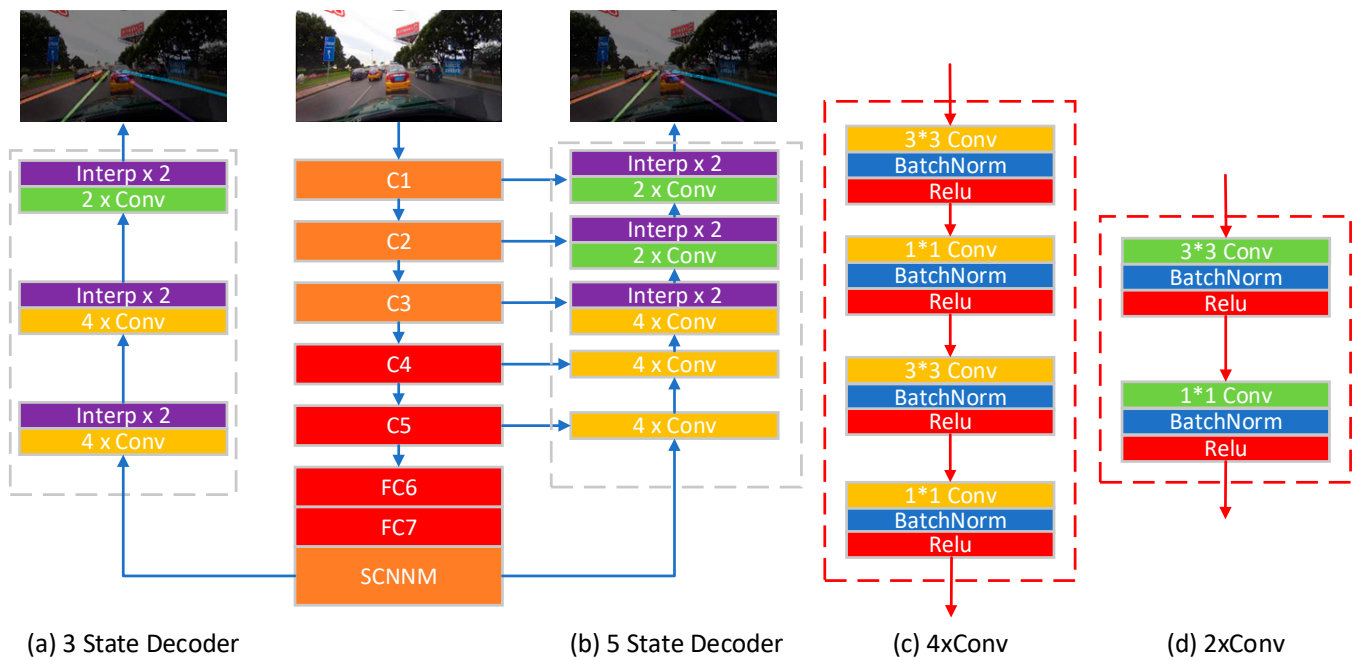 Interp x 2
2 x Conv
Interp x 2
4 x Conv
Interp x 2
4 x Conv
C1
C2
C3
C4
C5
FC6
FC7
SCNNM
Interp x 2
2 x Conv
Interp x 2
2 x Conv
Interp x 2
4 x Conv
4 x Conv
4 x Conv
3*3 Conv
BatchNorm
Relu
1*1 Conv
BatchNorm
Relu
3*3 Conv
BatchNorm
Relu
1*1 Conv
BatchNorm
Relu
3*3 Conv
BatchNorm
Relu
1*1 Conv
BatchNorm
Relu
(a) 3 State Decoder
(b) 5 State Decoder
(c) 4xConv
(d) 2xConv